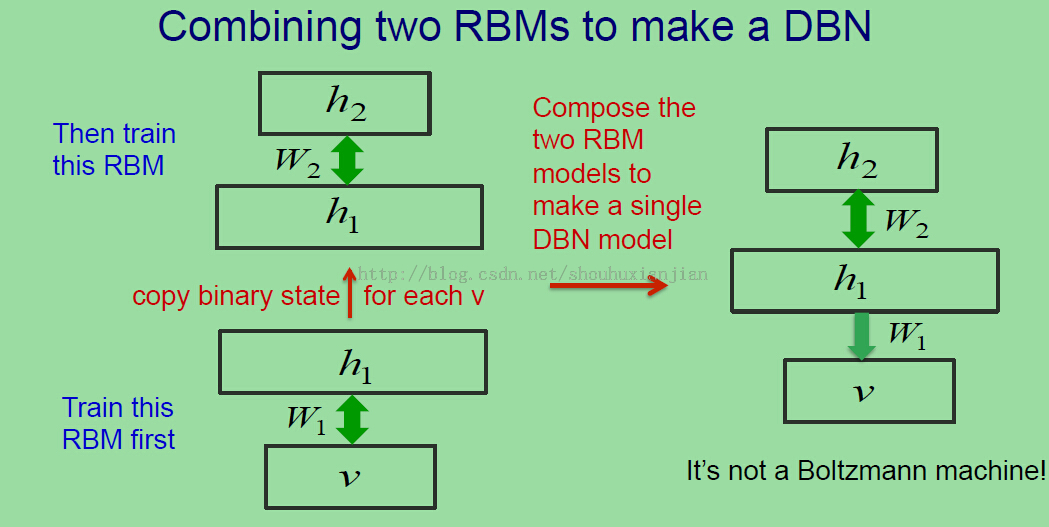 Combining two RBMs to make a DBN
h2
Then train
this RBM
W2
h1
http://blog.csdn.net/shouhuxianjian
copy binary state for each v
h1
Train this
RBM first
W1
v
Compose the
two RBM
models to
make a single
DBN model
h2
W2
h1
W1
v
It's not a Boltzmann machine!